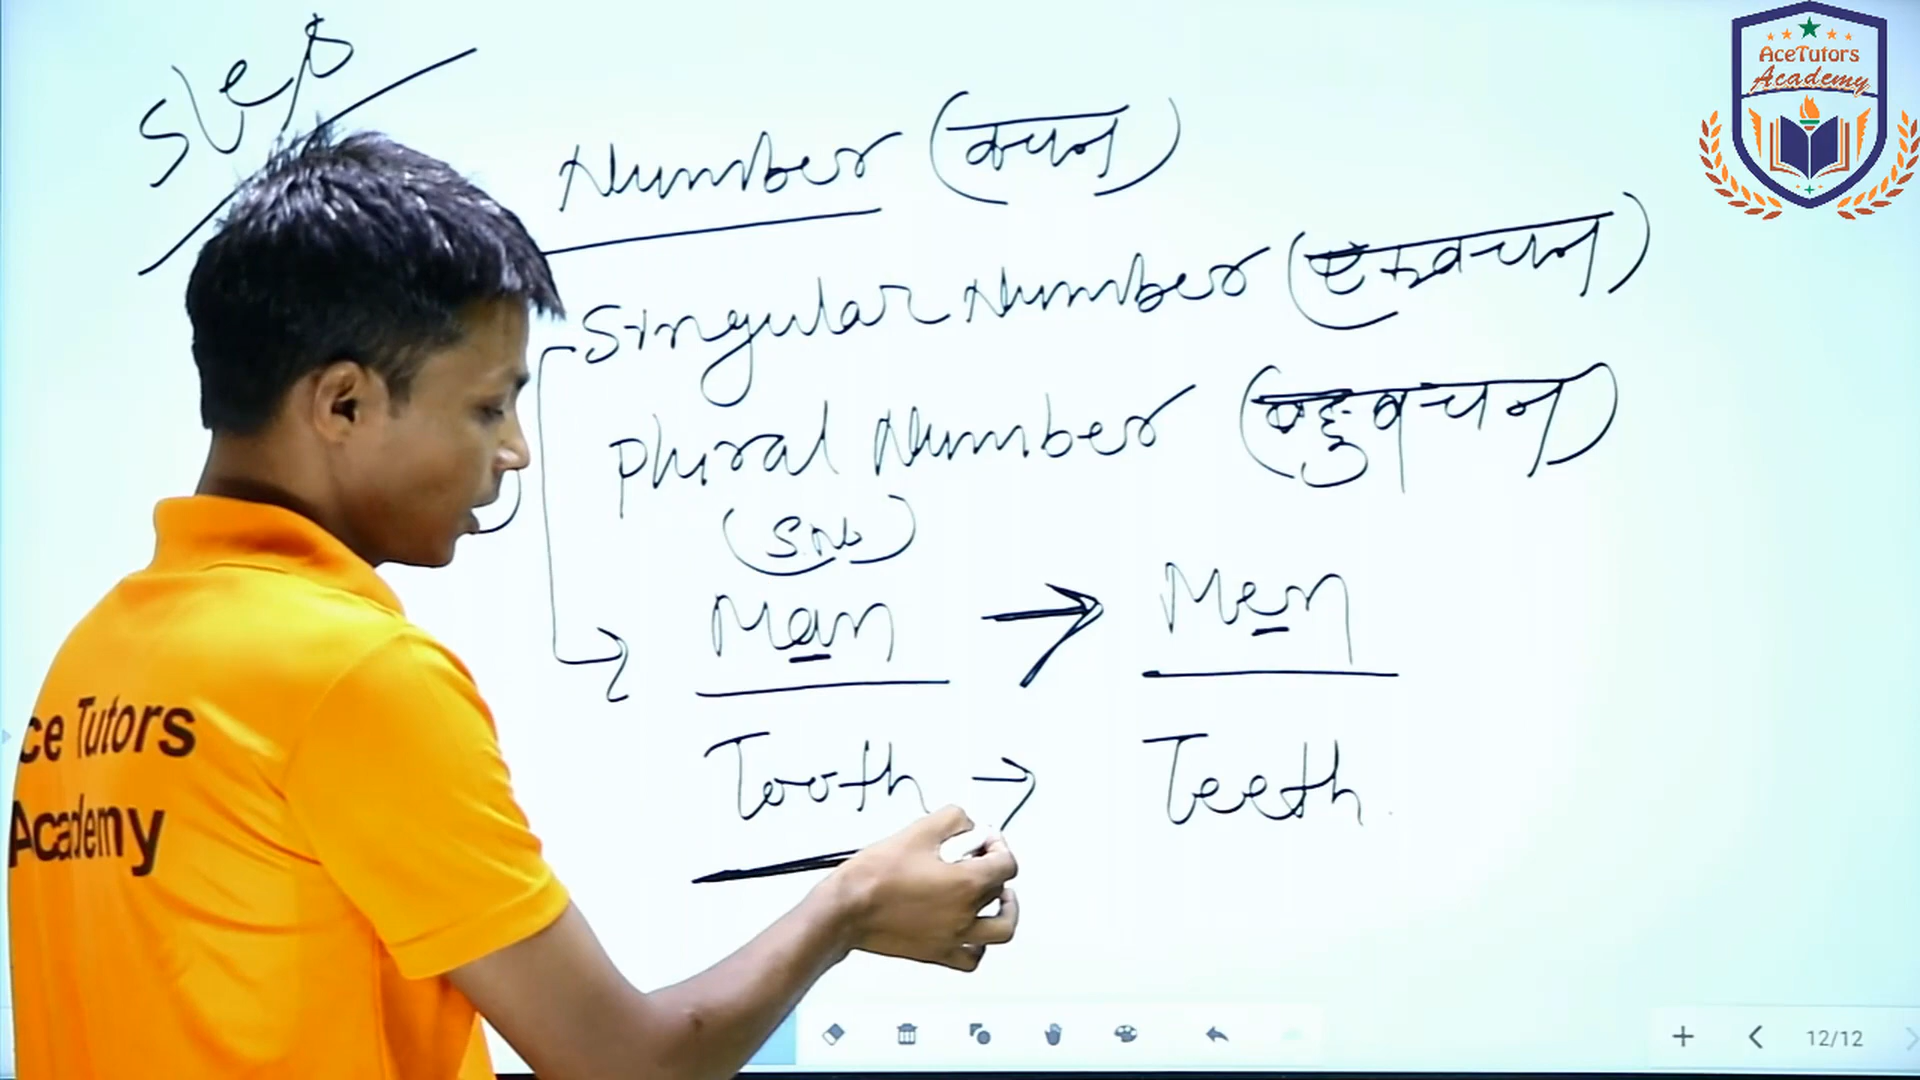 Step
Number (वचन)
Singular Number (एकवचन)
Plural Number (बहुवचन)
Man → Men
Tooth → Teeth
AceTutors
Academy
ce Tutors
Academy
12/12